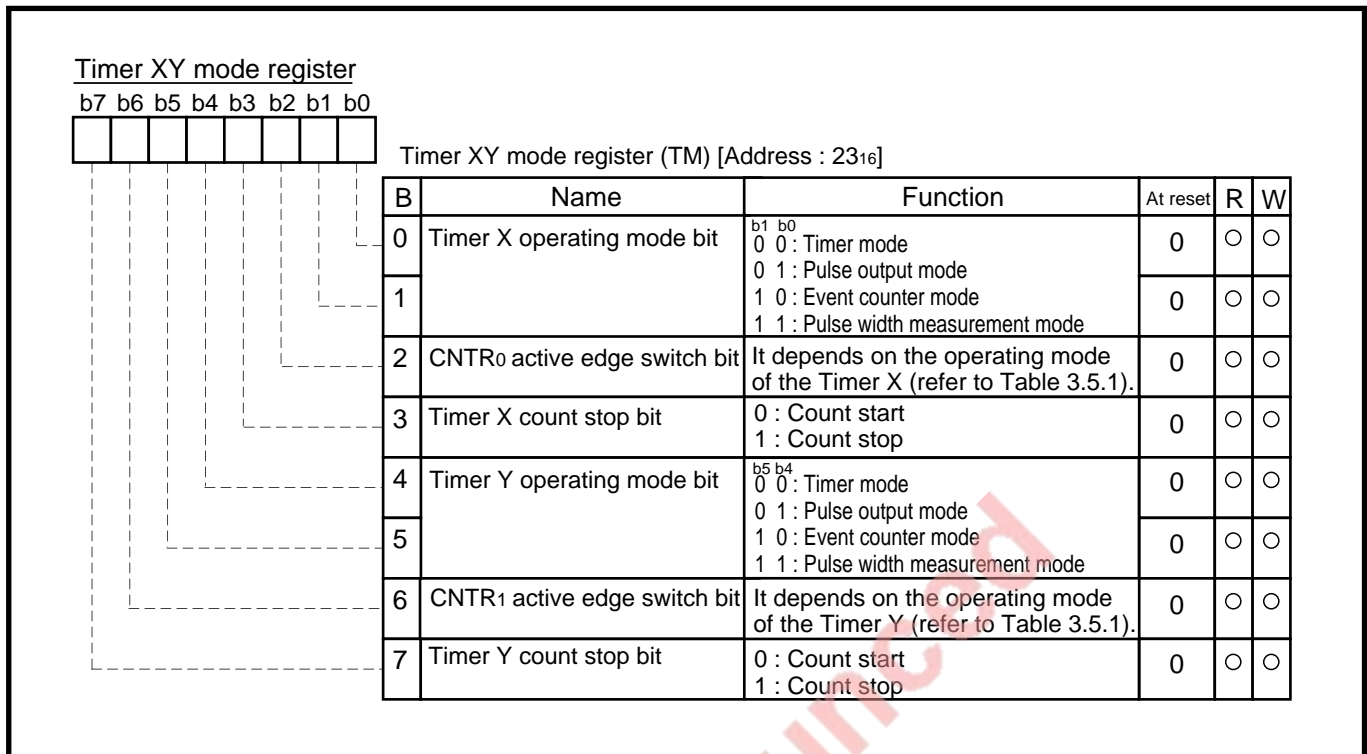 Timer XY mode register
b7 b6 b5 b4 b3 b2 b1 b0
Timer XY mode register (TM) [Address : 2316]
B Name Function At reset R W
0 Timer X operating mode bit b1 b0 0 ○ ○
0 0 : Timer mode
0 1 : Pulse output mode
1 1 0 : Event counter mode 0 ○ ○
1 1 : Pulse width measurement mode
2 CNTR0 active edge switch bit It depends on the operating mode 0 ○ ○
of the Timer X (refer to Table 3.5.1).
3 Timer X count stop bit 0 : Count start 0 ○ ○
1 : Count stop
4 Timer Y operating mode bit b5 b4 0 ○ ○
0 0 : Timer mode
0 1 : Pulse output mode
5 1 0 : Event counter mode 0 ○ ○
1 1 : Pulse width measurement mode
6 CNTR1 active edge switch bit It depends on the operating mode 0 ○ ○
of the Timer Y (refer to Table 3.5.1).
7 Timer Y count stop bit 0 : Count start 0 ○ ○
1 : Count stop
unced